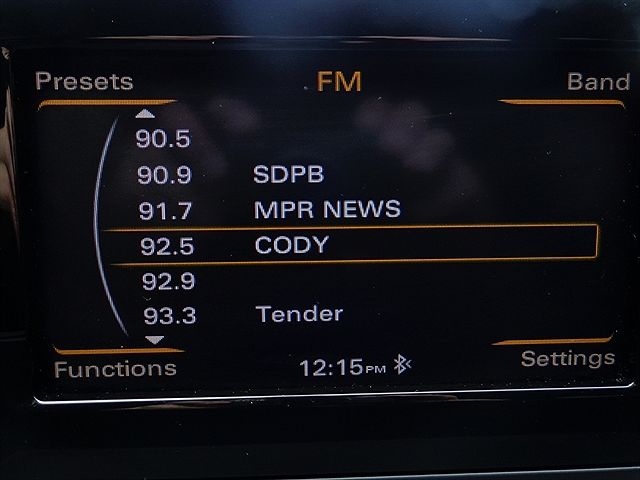 Presets FM Band
90.5
90.9 SDPB
91.7 MPR NEWS
92.5 CODY
92.9
93.3 Tender
Functions 12:15PM Settings